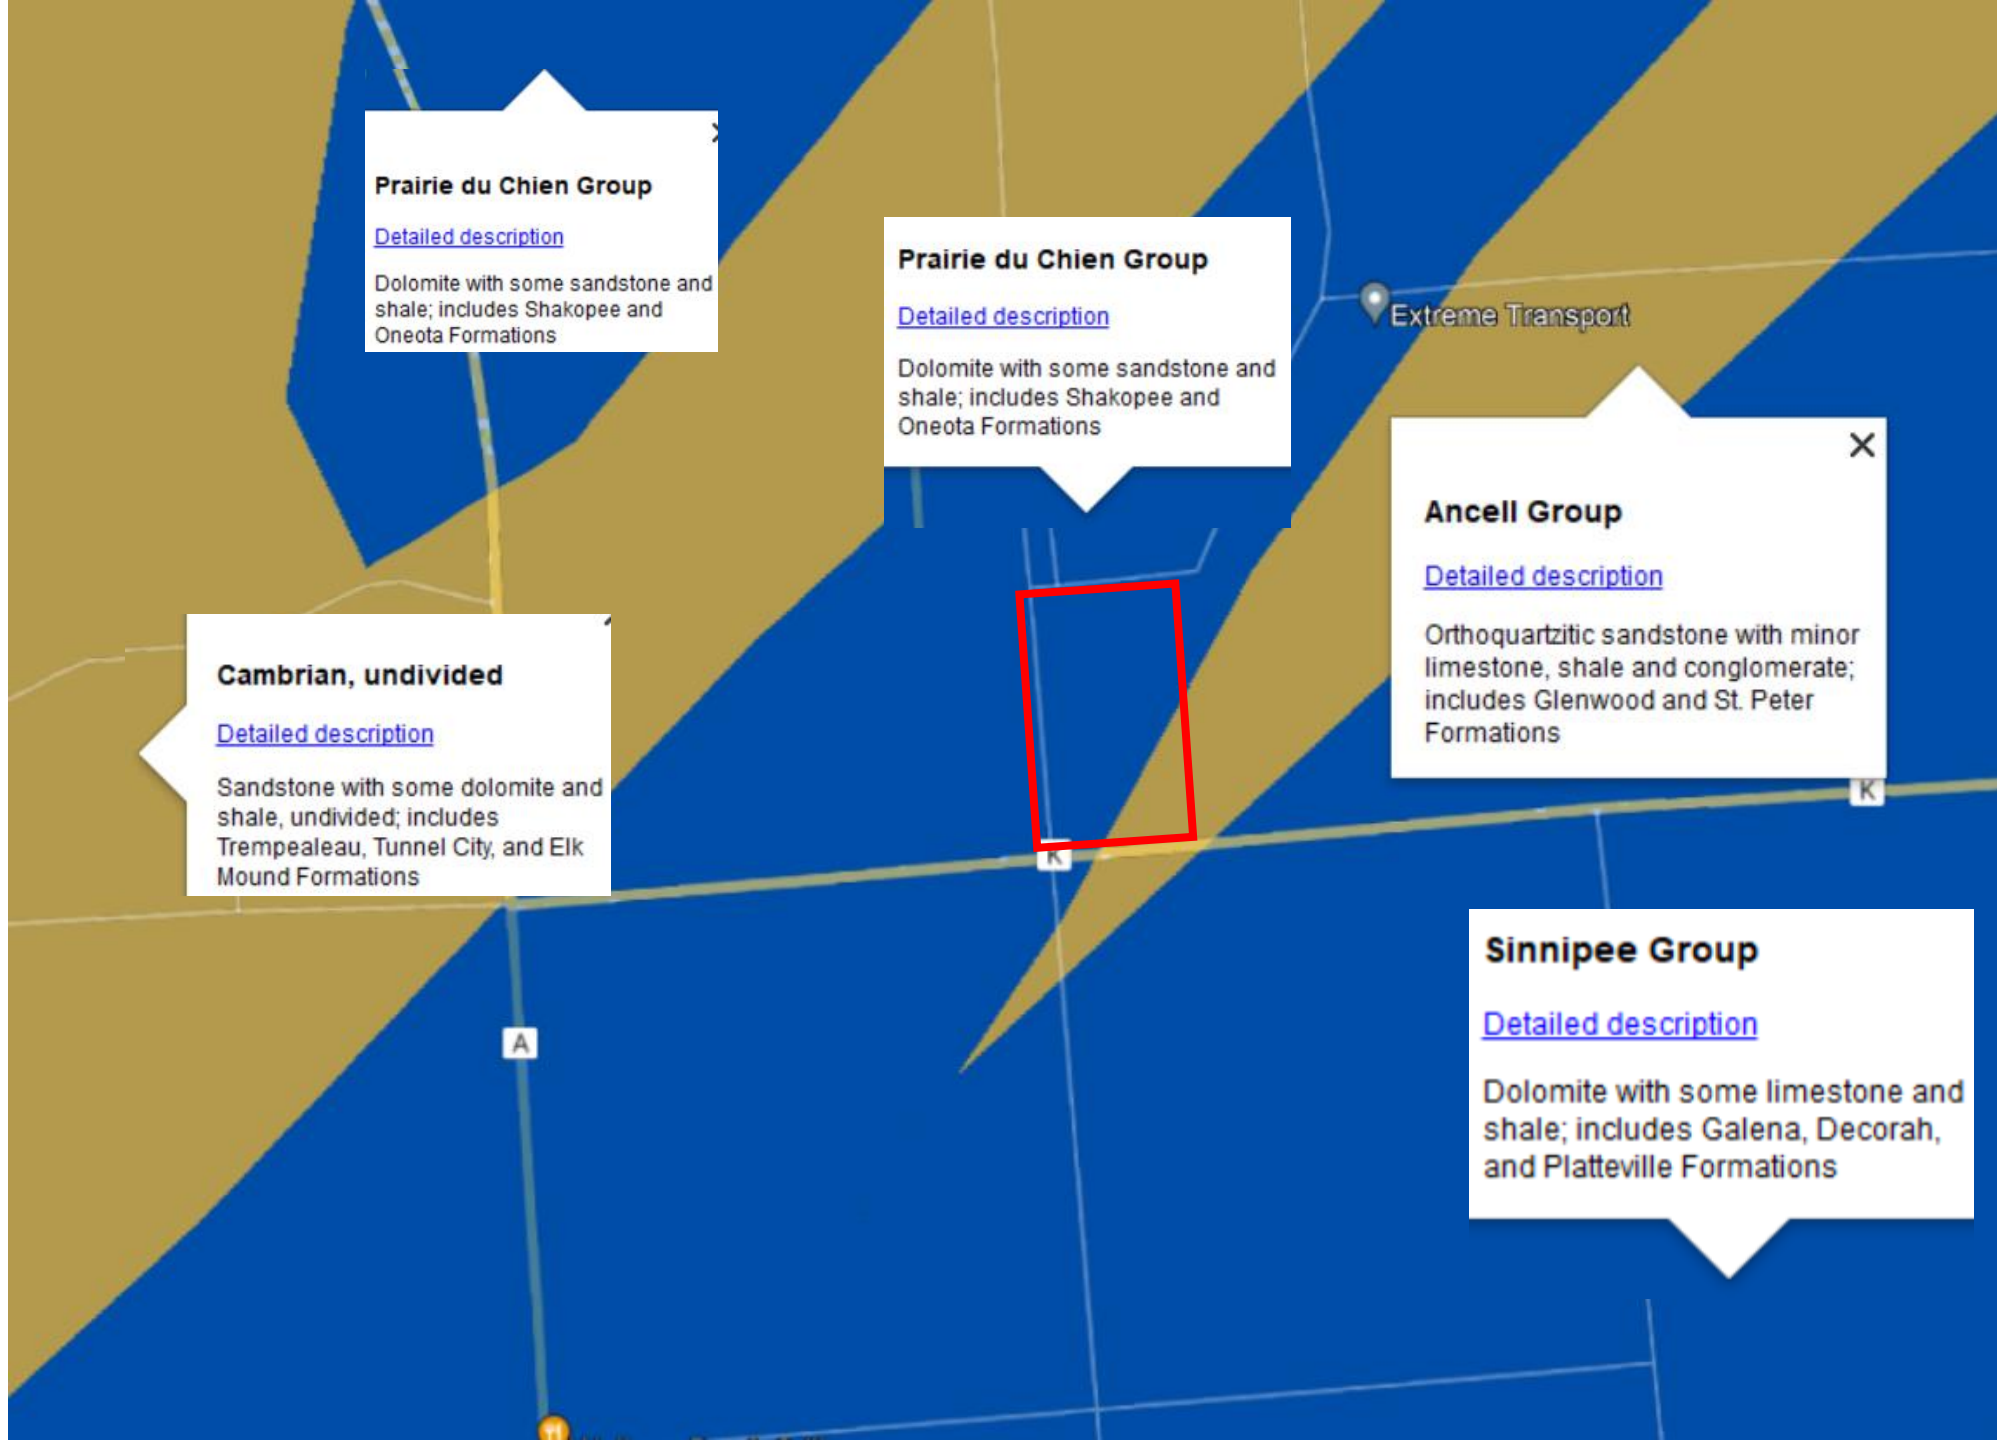 Prairie du Chien Group
Detailed description
Dolomite with some sandstone and
shale; includes Shakopee and
Oneota Formations
Prairie du Chien Group
Detailed description
Dolomite with some sandstone and
shale; includes Shakopee and
Oneota Formations
Extreme Transport
Ancell Group
Detailed description
Orthoquartzitic sandstone with minor
limestone, shale and conglomerate;
includes Glenwood and St. Peter
Formations
Cambrian, undivided
Detailed description
Sandstone with some dolomite and
shale, undivided; includes
Trempealeau, Tunnel City, and Elk
Mound Formations
K
K
Sinnipee Group
Detailed description
Dolomite with some limestone and
shale; includes Galena, Decorah,
and Platteville Formations
A